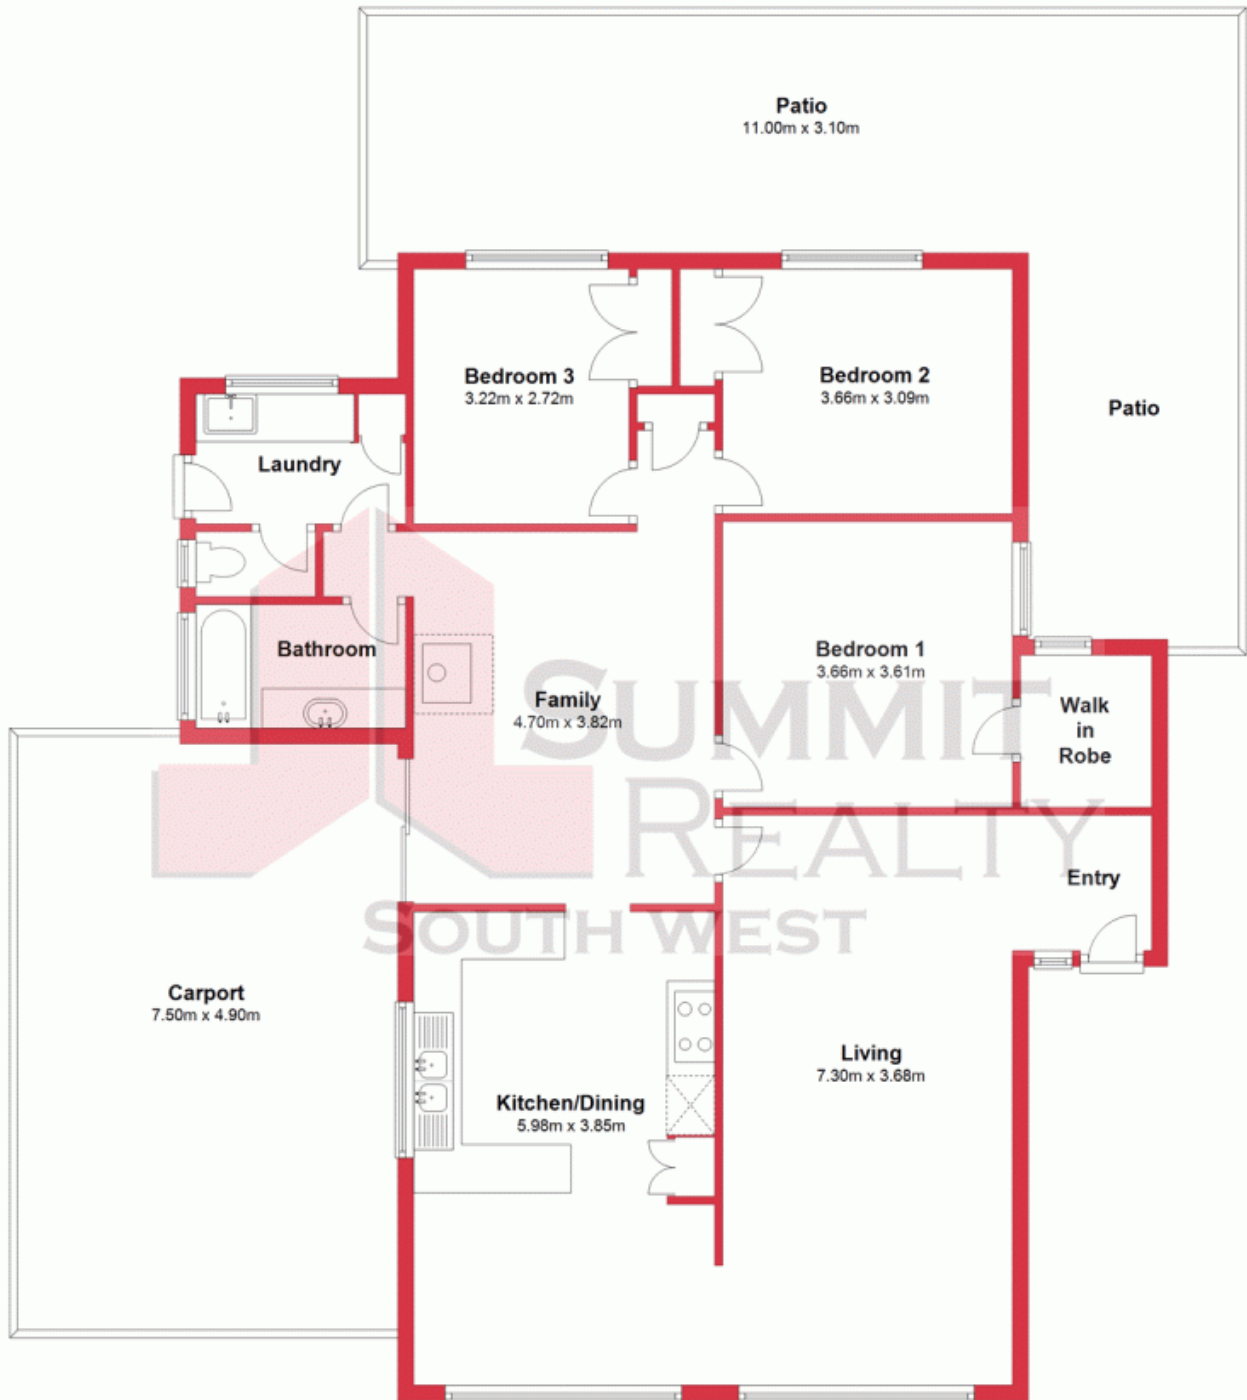 Patio
11.00m x 3.10m
Bedroom 3
3.22m x 2.72m
Bedroom 2
3.66m x 3.09m
Patio
Laundry
Bathroom
Bedroom 1
3.66m x 3.61m
Family
4.70m x 3.82m
Walk
in
Robe
SUMMIT
REALTY
SOUTH WEST
Entry
Carport
7.50m x 4.90m
Living
7.30m x 3.68m
Kitchen/Dining
5.98m x 3.85m